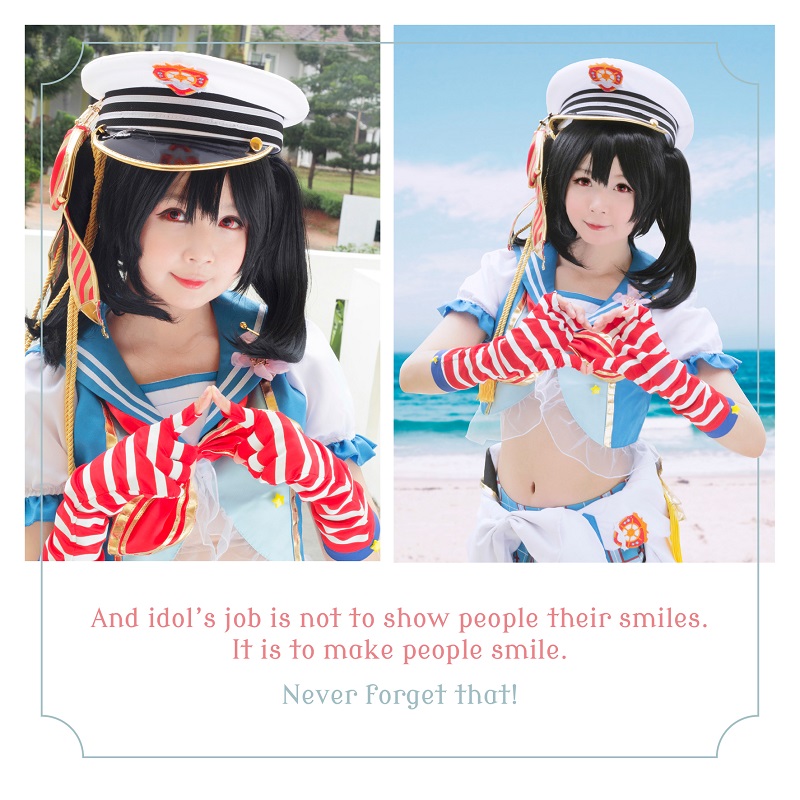 And idol's job is not to show people their smiles.
It is to make people smile.
Never forget that!